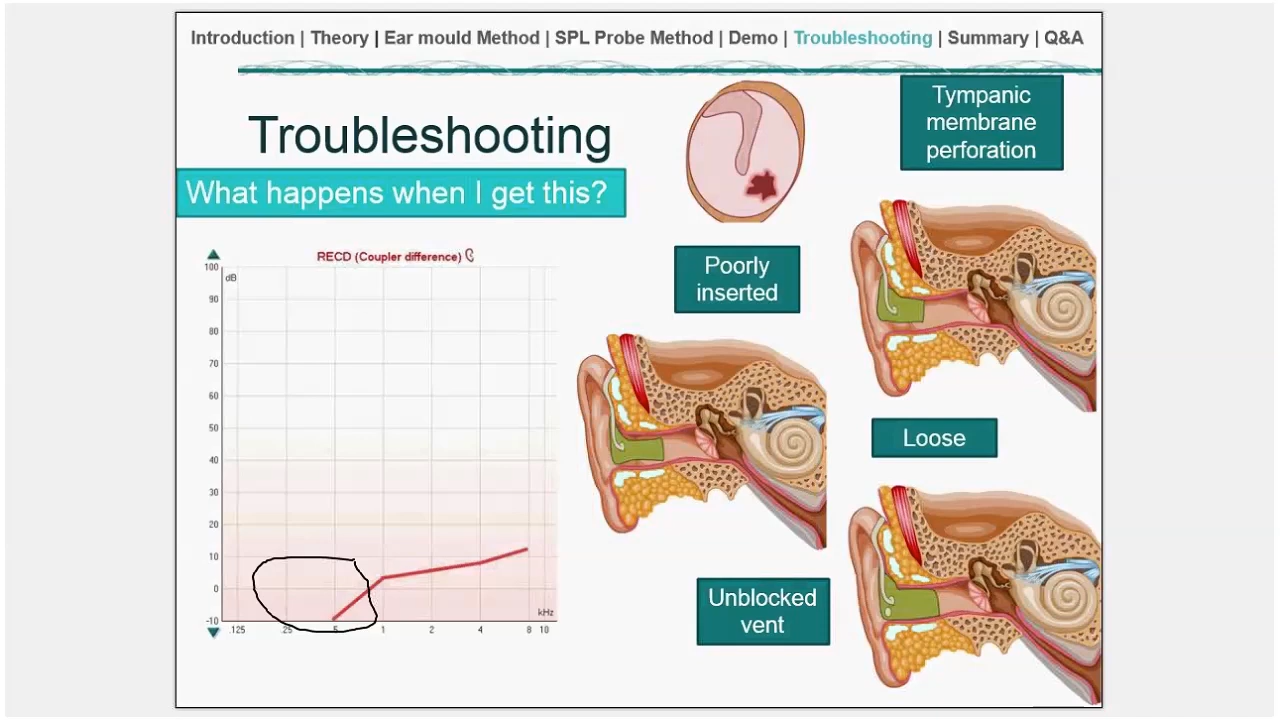 Introduction | Theory | Ear mould Method | SPL Probe Method | Demo | Troubleshooting | Summary | Q&A
Troubleshooting
What happens when I get this?
RECD (Coupler difference)
dB
100
90
80
70
60
50
40
30
20
10
0
-10
kHz
.125 .25 .5 1 2 4 8 10
Tympanic
membrane
perforation
Poorly
inserted
Loose
Unblocked
vent